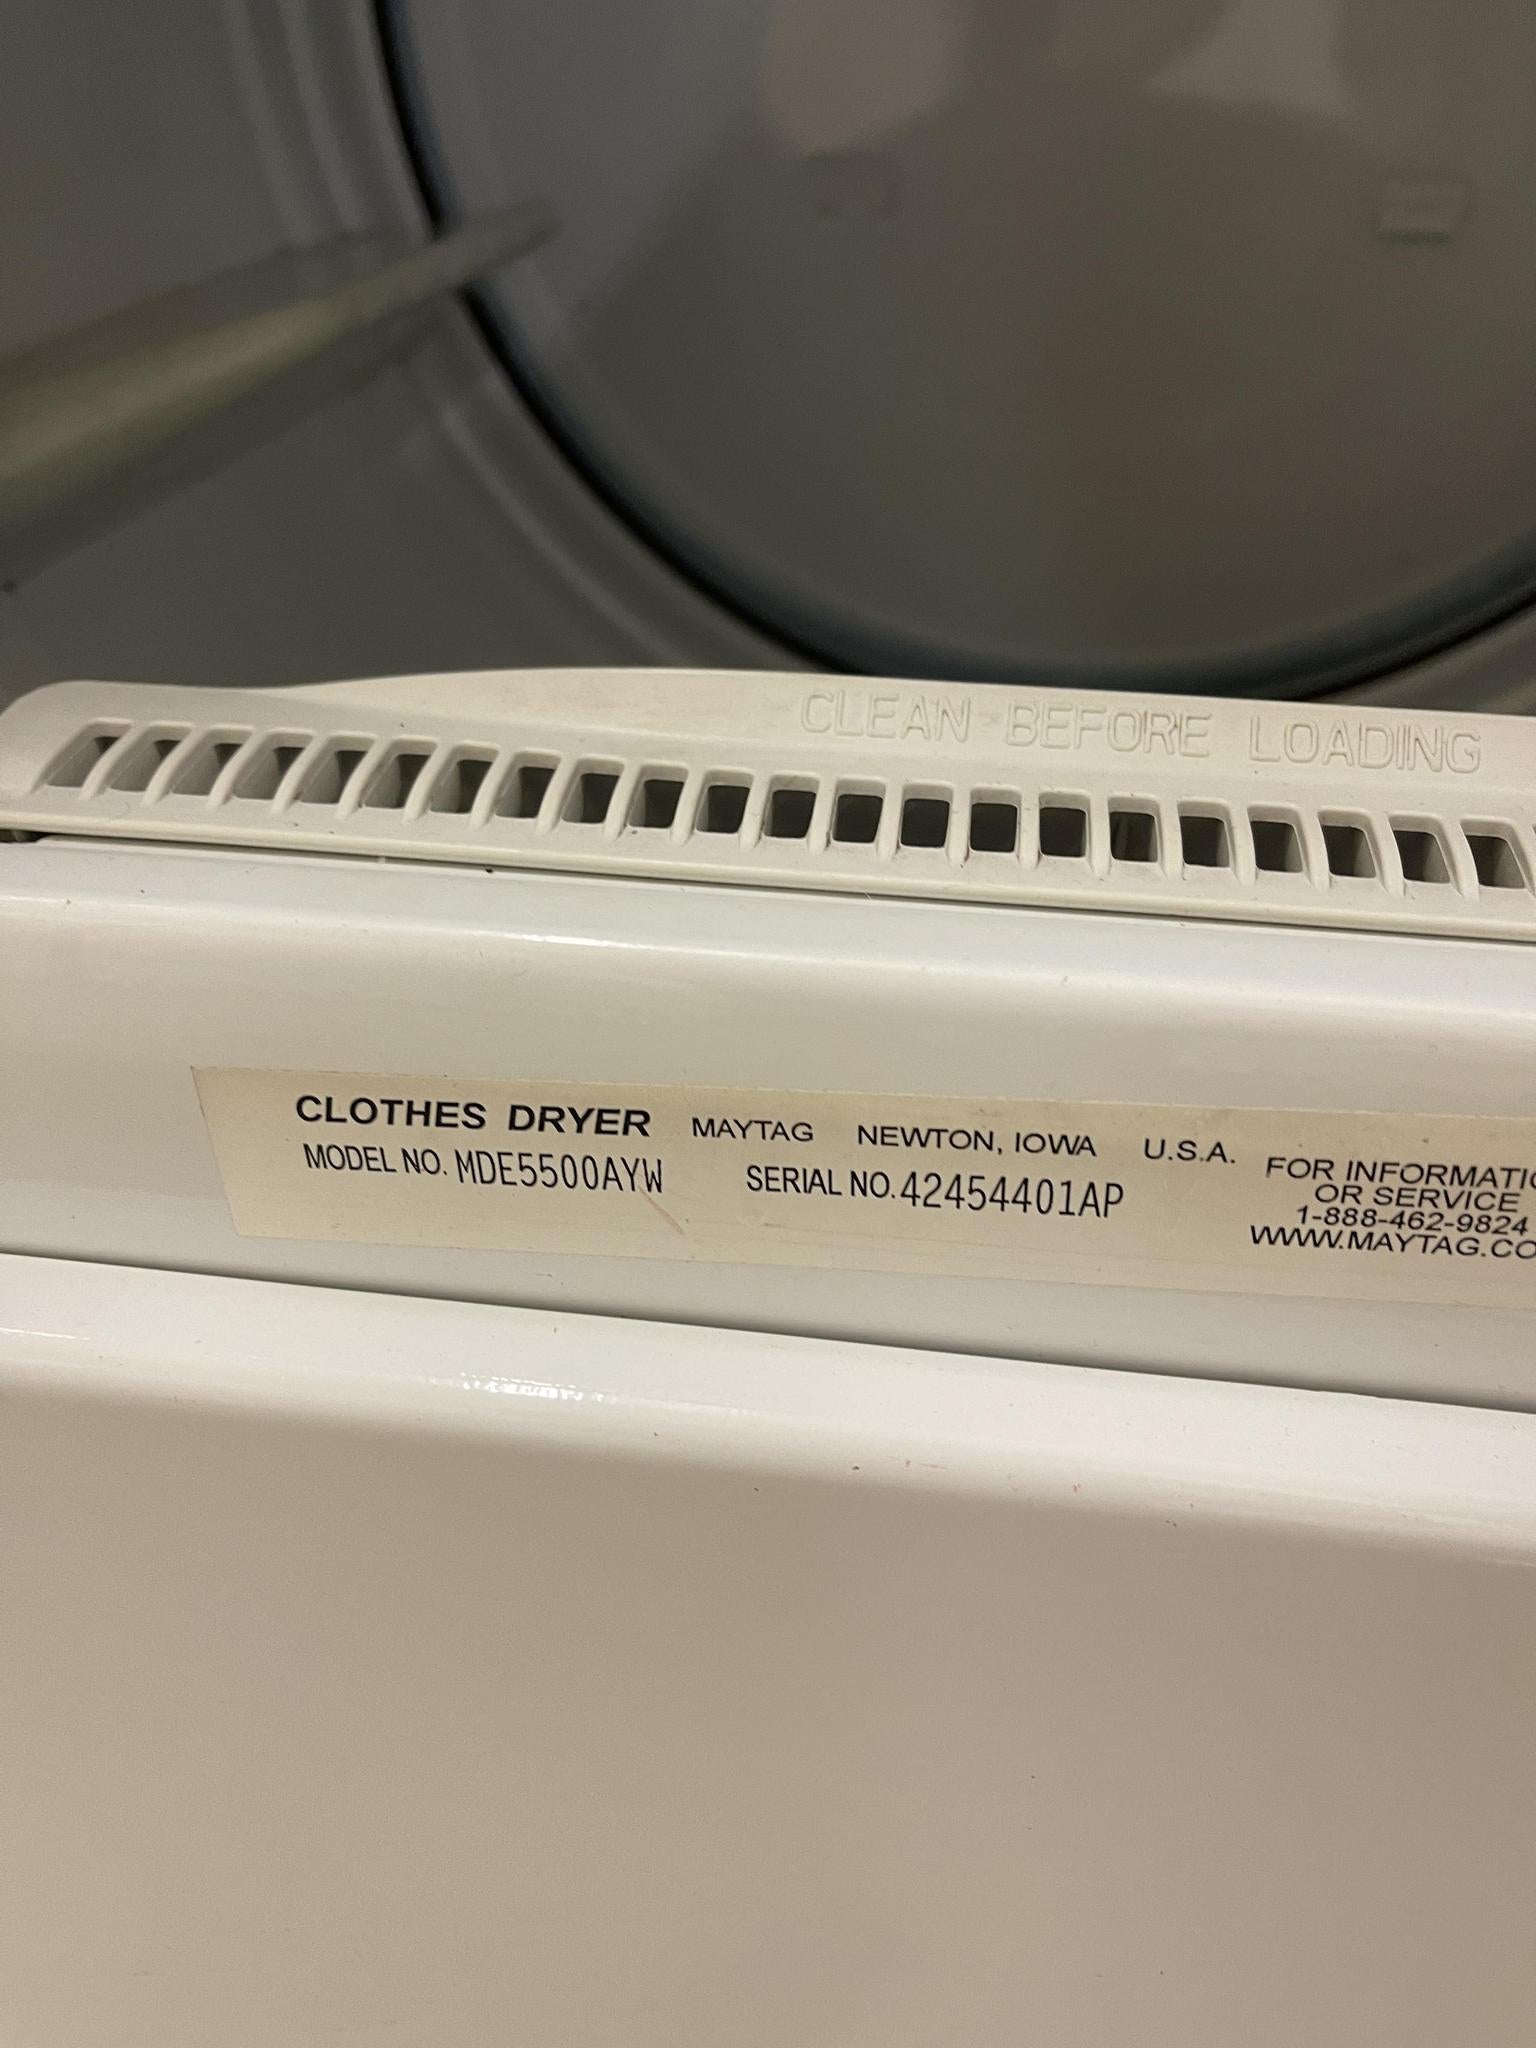 CLEAN BEFORE LOADING
CLOTHES DRYER MAYTAG NEWTON, IOWA U.S.A.
MODEL NO. MDE5500AYW SERIAL NO. 42454401AP
FOR INFORMATIO
OR SERVICE
1-888-462-9824
WWW.MAYTAG.CO